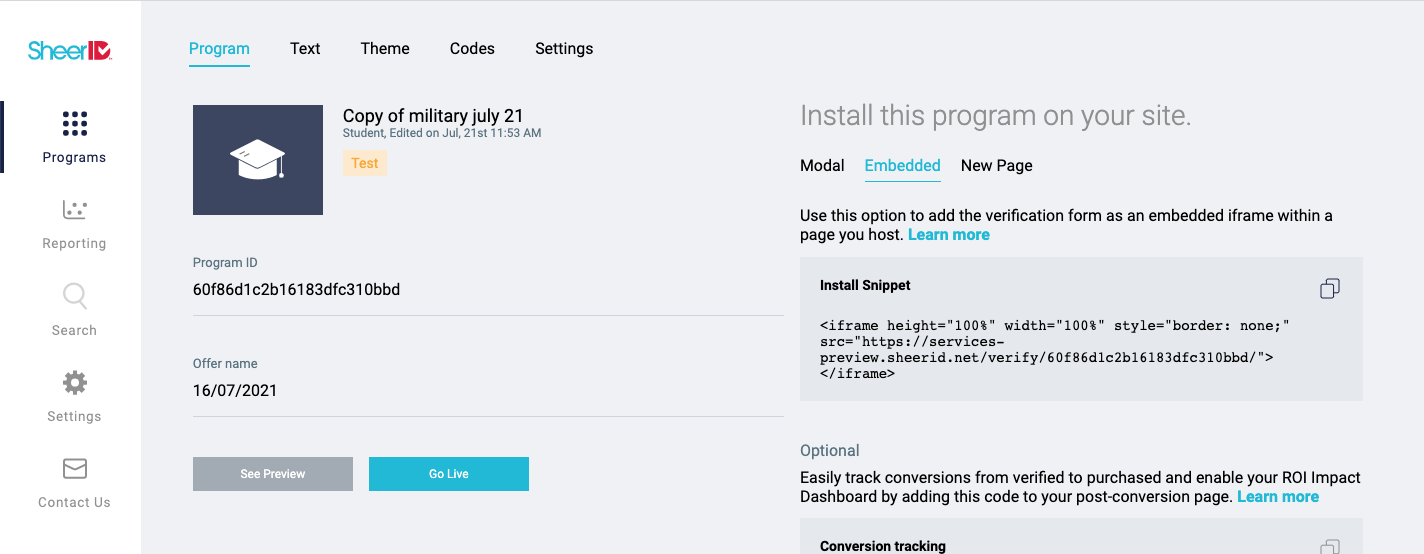 SheerID
Programs
Reporting
Search
Settings
Contact Us
Program Text Theme Codes Settings
Copy of military july 21
Student, Edited on Jul, 21st 11:53 AM
Test
Program ID
60f86d1c2b16183dfc310bbd
Offer name
16/07/2021
See Preview Go Live
Install this program on your site.
Modal Embedded New Page
Use this option to add the verification form as an embedded iframe within a
page you host. Learn more
Install Snippet
<iframe height="100%" width="100%" style="border: none;"
src="https://services-
preview.sheerid.net/verify/60f86d1c2b16183dfc310bbd/">
</iframe>
Optional
Easily track conversions from verified to purchased and enable your ROI Impact
Dashboard by adding this code to your post-conversion page. Learn more
Conversion tracking